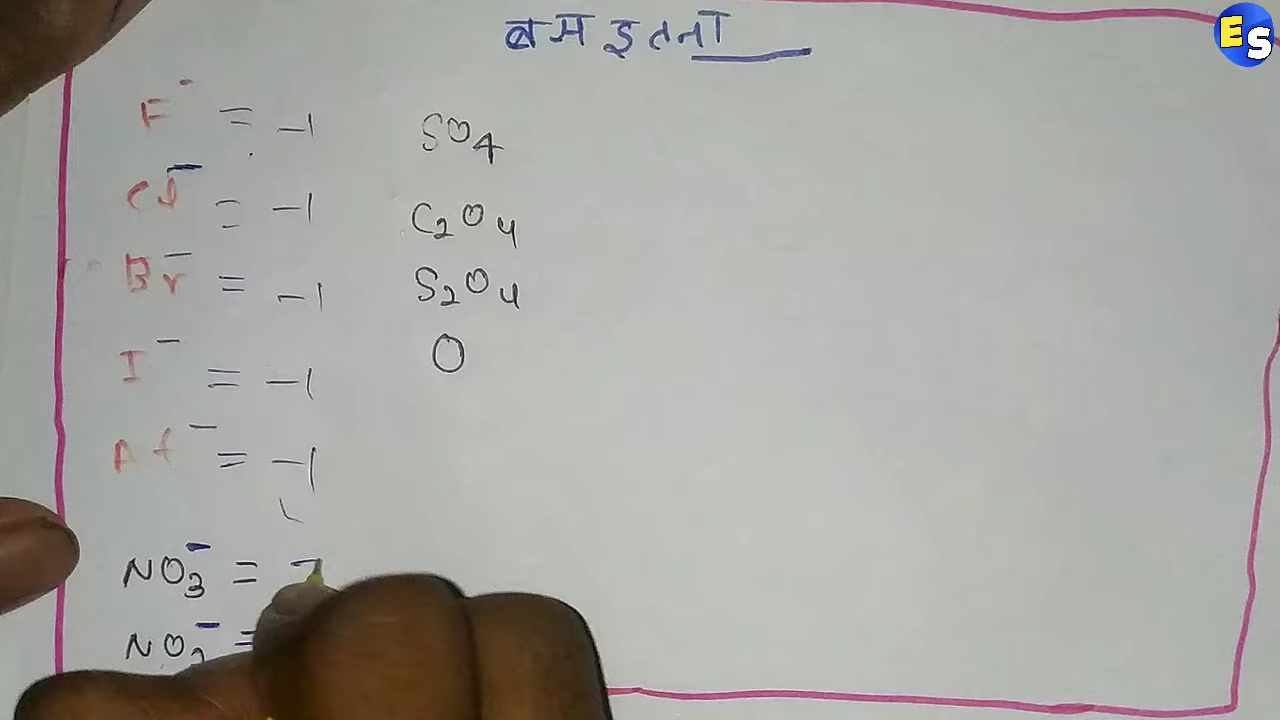 बस इतना
ES
F⁻ = -1
Cl⁻ = -1
Br⁻ = -1
I⁻ = -1
At⁻ = -1
NO₃⁻ = -
NO₂⁻ =
SO₄
C₂O₄
S₂O₄
O